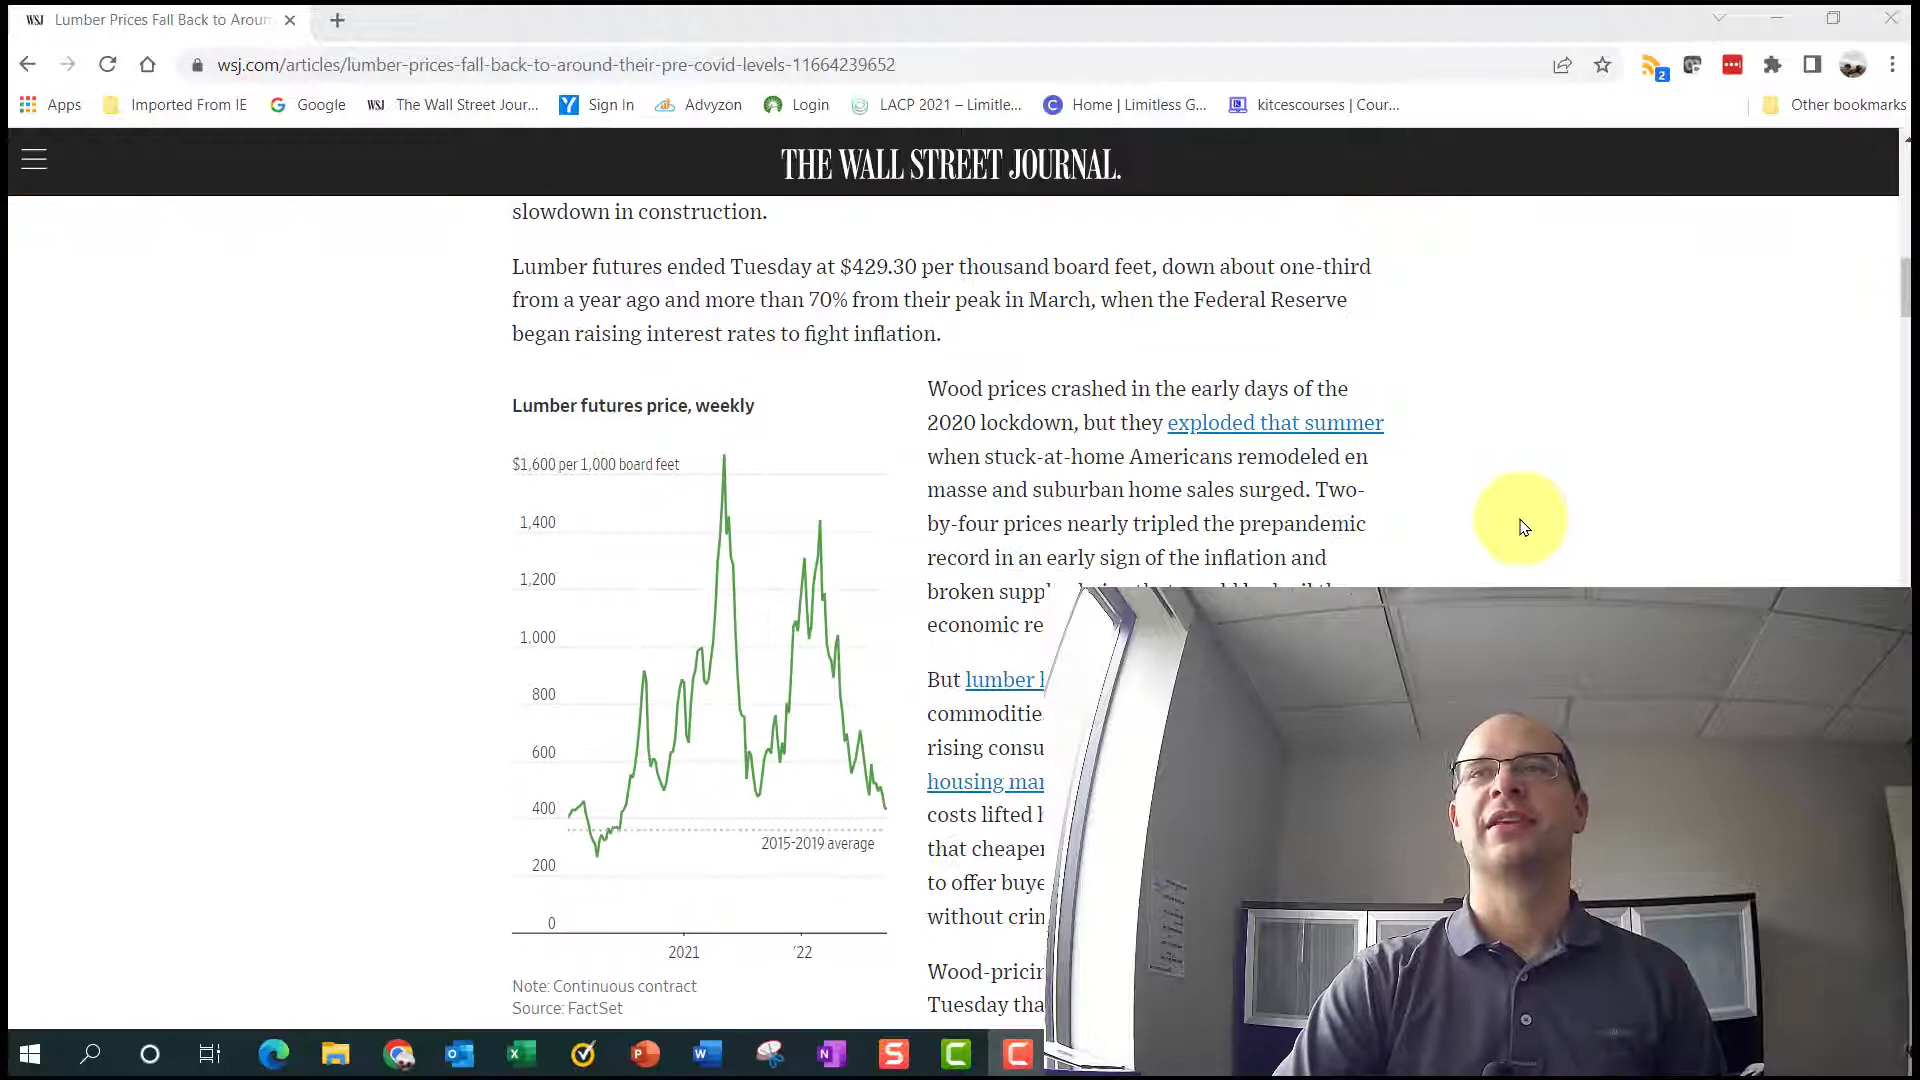 WSJ Lumber Prices Fall Back to Aroun
wsj.com/articles/lumber-prices-fall-back-to-around-their-pre-covid-levels-11664239652
2
Apps Imported From IE Google WSJ The Wall Street Jour... Sign In Advyzon Login LACP 2021 – Limitle... Home | Limitless G... kitcescourses | Cour... Other bookmarks
THE WALL STREET JOURNAL.
slowdown in construction.
Lumber futures ended Tuesday at $429.30 per thousand board feet, down about one-third
from a year ago and more than 70% from their peak in March, when the Federal Reserve
began raising interest rates to fight inflation.
Lumber futures price, weekly
$1,600 per 1,000 board feet
1,400
1,200
1,000
800
600
400
2015-2019 average
200
0
2021 '22
Note: Continuous contract
Source: FactSet
Wood prices crashed in the early days of the
2020 lockdown, but they exploded that summer
when stuck-at-home Americans remodeled en
masse and suburban home sales surged. Two-
by-four prices nearly tripled the prepandemic
record in an early sign of the inflation and
broken supp
economic re
But lumber
commoditie
rising consu
housing mar
costs lifted
that cheaper
to offer buye
without crin
Wood-pricin
Tuesday tha